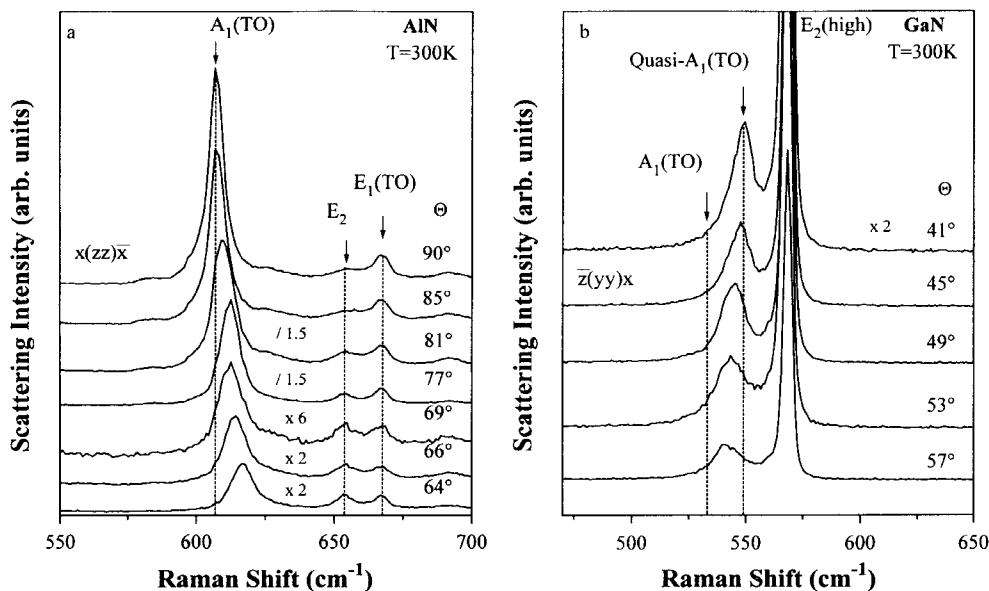 a
A₁(TO)
AlN
T=300K
E₁(TO)
E₂
Θ
x(zz)x̅
90°
85°
/ 1.5
81°
77°
/ 1.5
69°
x 6
66°
x 2
64°
x 2
Scattering Intensity (arb. units)
550
600
650
700
Raman Shift (cm⁻¹)
b
E₂(high)
GaN
T=300K
Quasi-A₁(TO)
A₁(TO)
Θ
x 2
41°
z̅(yy)x
45°
49°
53°
57°
Scattering Intensity (arb. units)
500
550
600
650
Raman Shift (cm⁻¹)